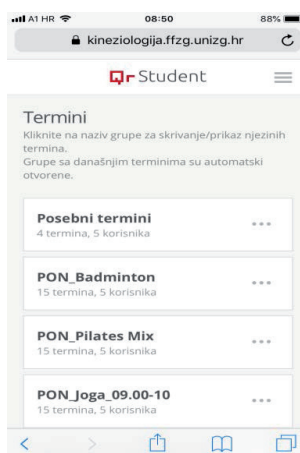 A1 HR 08:50 88%
kineziologija.ffzg.unizg.hr
Qr Student
Termini
Kliknite na naziv grupe za skrivanje/prikaz njezinih
termina.
Grupe sa današnjim terminima su automatski
otvorene.
Posebni termini
4 termina, 5 korisnika
PON_Badminton
15 termina, 5 korisnika
PON_Pilates Mix
15 termina, 5 korisnika
PON_Joga_09.00-10
15 termina, 5 korisnika